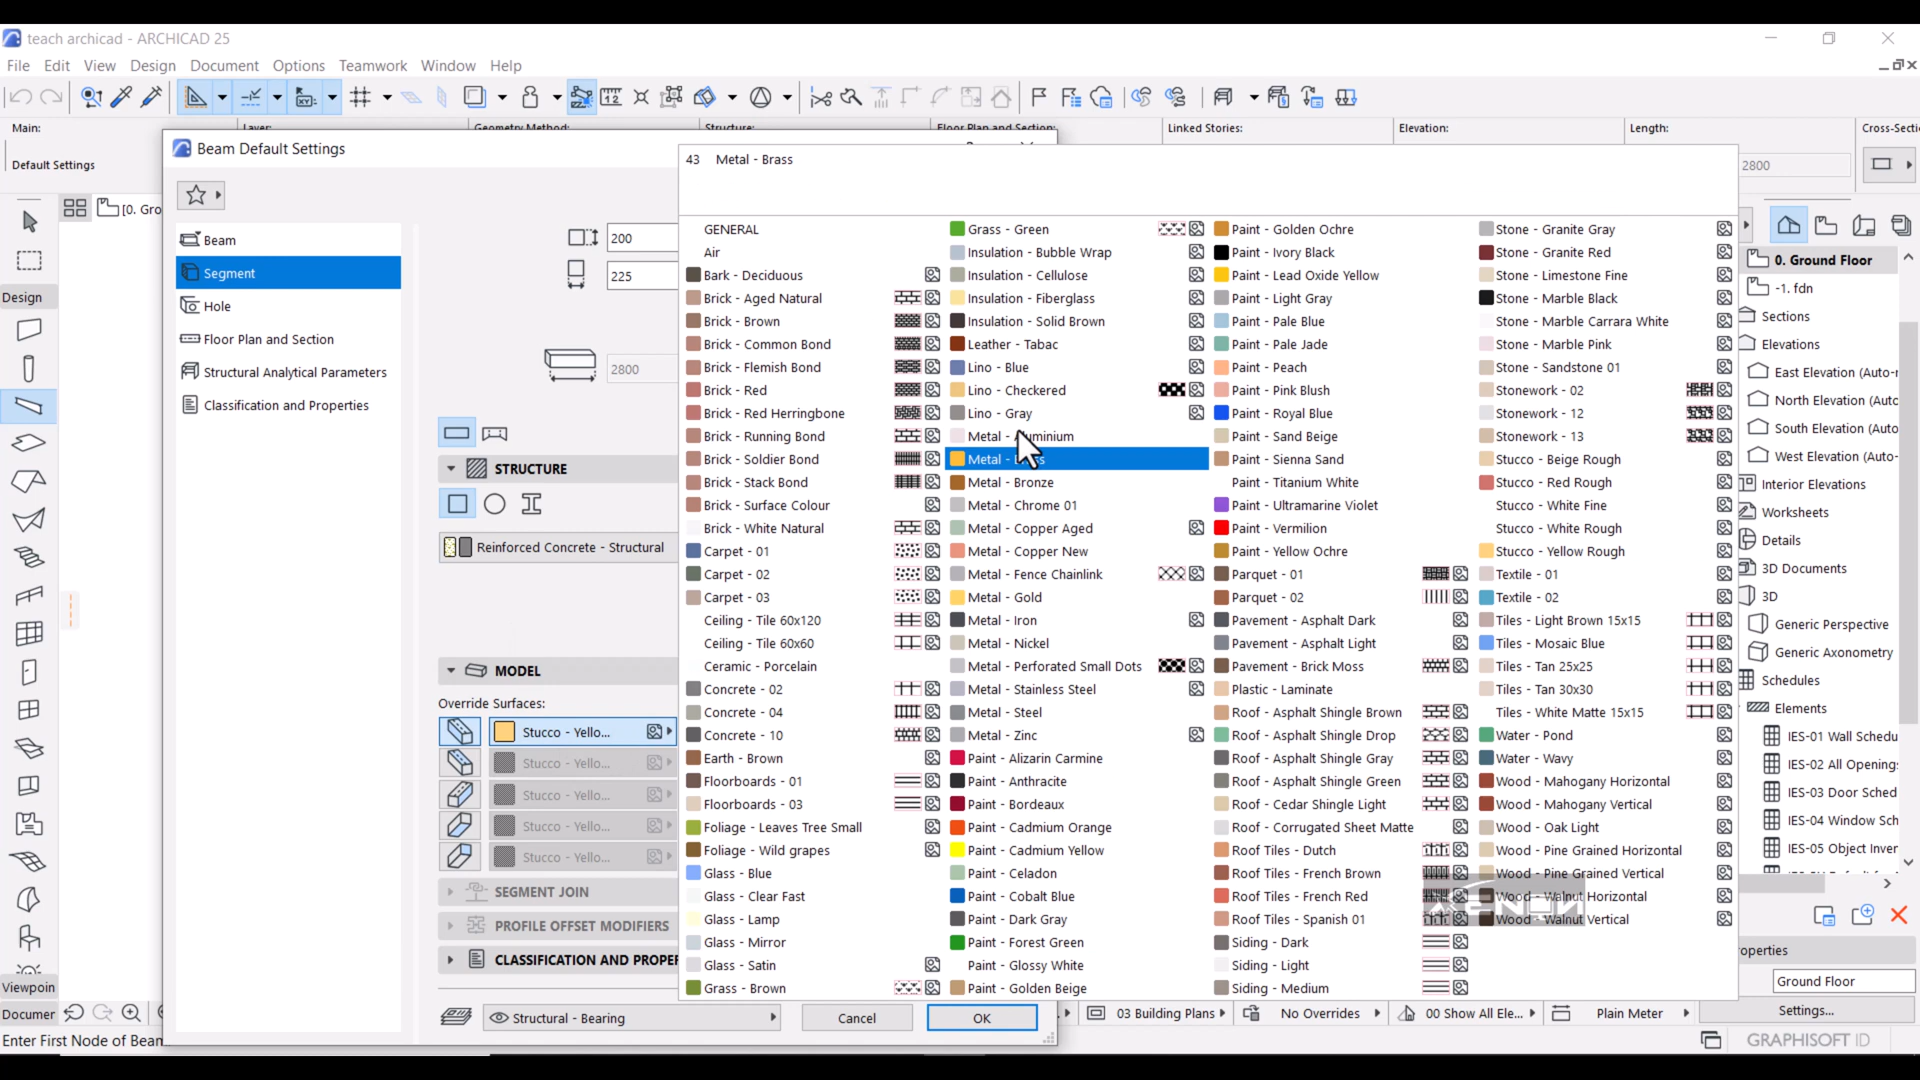 teach archicad - ARCHICAD 25
File Edit View Design Document Options Teamwork Window Help
Main:
Layer:
Geometry Method:
Structure:
Floor Plan and Section:
Linked Stories:
Elevation:
Length:
Cross-Secti
Default Settings
2800
Beam Default Settings
43 Metal - Brass
[0. Gro
Design
Beam
Segment
Hole
Floor Plan and Section
Structural Analytical Parameters
Classification and Properties
200
225
2800
STRUCTURE
Reinforced Concrete - Structural
MODEL
Override Surfaces:
Stucco - Yello...
Stucco - Yello...
Stucco - Yello...
Stucco - Yello...
Stucco - Yello...
SEGMENT JOIN
PROFILE OFFSET MODIFIERS
CLASSIFICATION AND PROPER
Structural - Bearing
Cancel
OK
GENERAL
Air
Bark - Deciduous
Brick - Aged Natural
Brick - Brown
Brick - Common Bond
Brick - Flemish Bond
Brick - Red
Brick - Red Herringbone
Brick - Running Bond
Brick - Soldier Bond
Brick - Stack Bond
Brick - Surface Colour
Brick - White Natural
Carpet - 01
Carpet - 02
Carpet - 03
Ceiling - Tile 60x120
Ceiling - Tile 60x60
Ceramic - Porcelain
Concrete - 02
Concrete - 04
Concrete - 10
Earth - Brown
Floorboards - 01
Floorboards - 03
Foliage - Leaves Tree Small
Foliage - Wild grapes
Glass - Blue
Glass - Clear Fast
Glass - Lamp
Glass - Mirror
Glass - Satin
Grass - Brown
Grass - Green
Insulation - Bubble Wrap
Insulation - Cellulose
Insulation - Fiberglass
Insulation - Solid Brown
Leather - Tabac
Lino - Blue
Lino - Checkered
Lino - Gray
Metal - Aluminium
Metal - Brass
Metal - Bronze
Metal - Chrome 01
Metal - Copper Aged
Metal - Copper New
Metal - Fence Chainlink
Metal - Gold
Metal - Iron
Metal - Nickel
Metal - Perforated Small Dots
Metal - Stainless Steel
Metal - Steel
Metal - Zinc
Paint - Alizarin Carmine
Paint - Anthracite
Paint - Bordeaux
Paint - Cadmium Orange
Paint - Cadmium Yellow
Paint - Celadon
Paint - Cobalt Blue
Paint - Dark Gray
Paint - Forest Green
Paint - Glossy White
Paint - Golden Beige
Paint - Golden Ochre
Paint - Ivory Black
Paint - Lead Oxide Yellow
Paint - Light Gray
Paint - Pale Blue
Paint - Pale Jade
Paint - Peach
Paint - Pink Blush
Paint - Royal Blue
Paint - Sand Beige
Paint - Sienna Sand
Paint - Titanium White
Paint - Ultramarine Violet
Paint - Vermilion
Paint - Yellow Ochre
Parquet - 01
Parquet - 02
Pavement - Asphalt Dark
Pavement - Asphalt Light
Pavement - Brick Moss
Plastic - Laminate
Roof - Asphalt Shingle Brown
Roof - Asphalt Shingle Drop
Roof - Asphalt Shingle Gray
Roof - Asphalt Shingle Green
Roof - Cedar Shingle Light
Roof - Corrugated Sheet Matte
Roof Tiles - Dutch
Roof Tiles - French Brown
Roof Tiles - French Red
Roof Tiles - Spanish 01
Siding - Dark
Siding - Light
Siding - Medium
Stone - Granite Gray
Stone - Granite Red
Stone - Limestone Fine
Stone - Marble Black
Stone - Marble Carrara White
Stone - Marble Pink
Stone - Sandstone 01
Stonework - 02
Stonework - 12
Stonework - 13
Stucco - Beige Rough
Stucco - Red Rough
Stucco - White Fine
Stucco - White Rough
Stucco - Yellow Rough
Textile - 01
Textile - 02
Tiles - Light Brown 15x15
Tiles - Mosaic Blue
Tiles - Tan 25x25
Tiles - Tan 30x30
Tiles - White Matte 15x15
Water - Pond
Water - Wavy
Wood - Mahogany Horizontal
Wood - Mahogany Vertical
Wood - Oak Light
Wood - Pine Grained Horizontal
Wood - Pine Grained Vertical
Wood - Walnut Horizontal
Wood - Walnut Vertical
0. Ground Floor
-1. fdn
Sections
Elevations
East Elevation (Auto-r
North Elevation (Autc
South Elevation (Auto
West Elevation (Auto-
Interior Elevations
Worksheets
Details
3D Documents
3D
Generic Perspective
Generic Axonometry
Schedules
Elements
IES-01 Wall Schedu
IES-02 All Opening:
IES-03 Door Sched
IES-04 Window Sch
IES-05 Object Inver
operties
Ground Floor
Settings...
Viewpoin
Documer
03 Building Plans
No Overrides
00 Show All Ele...
Plain Meter
Enter First Node of Bean
GRAPHISOFT ID